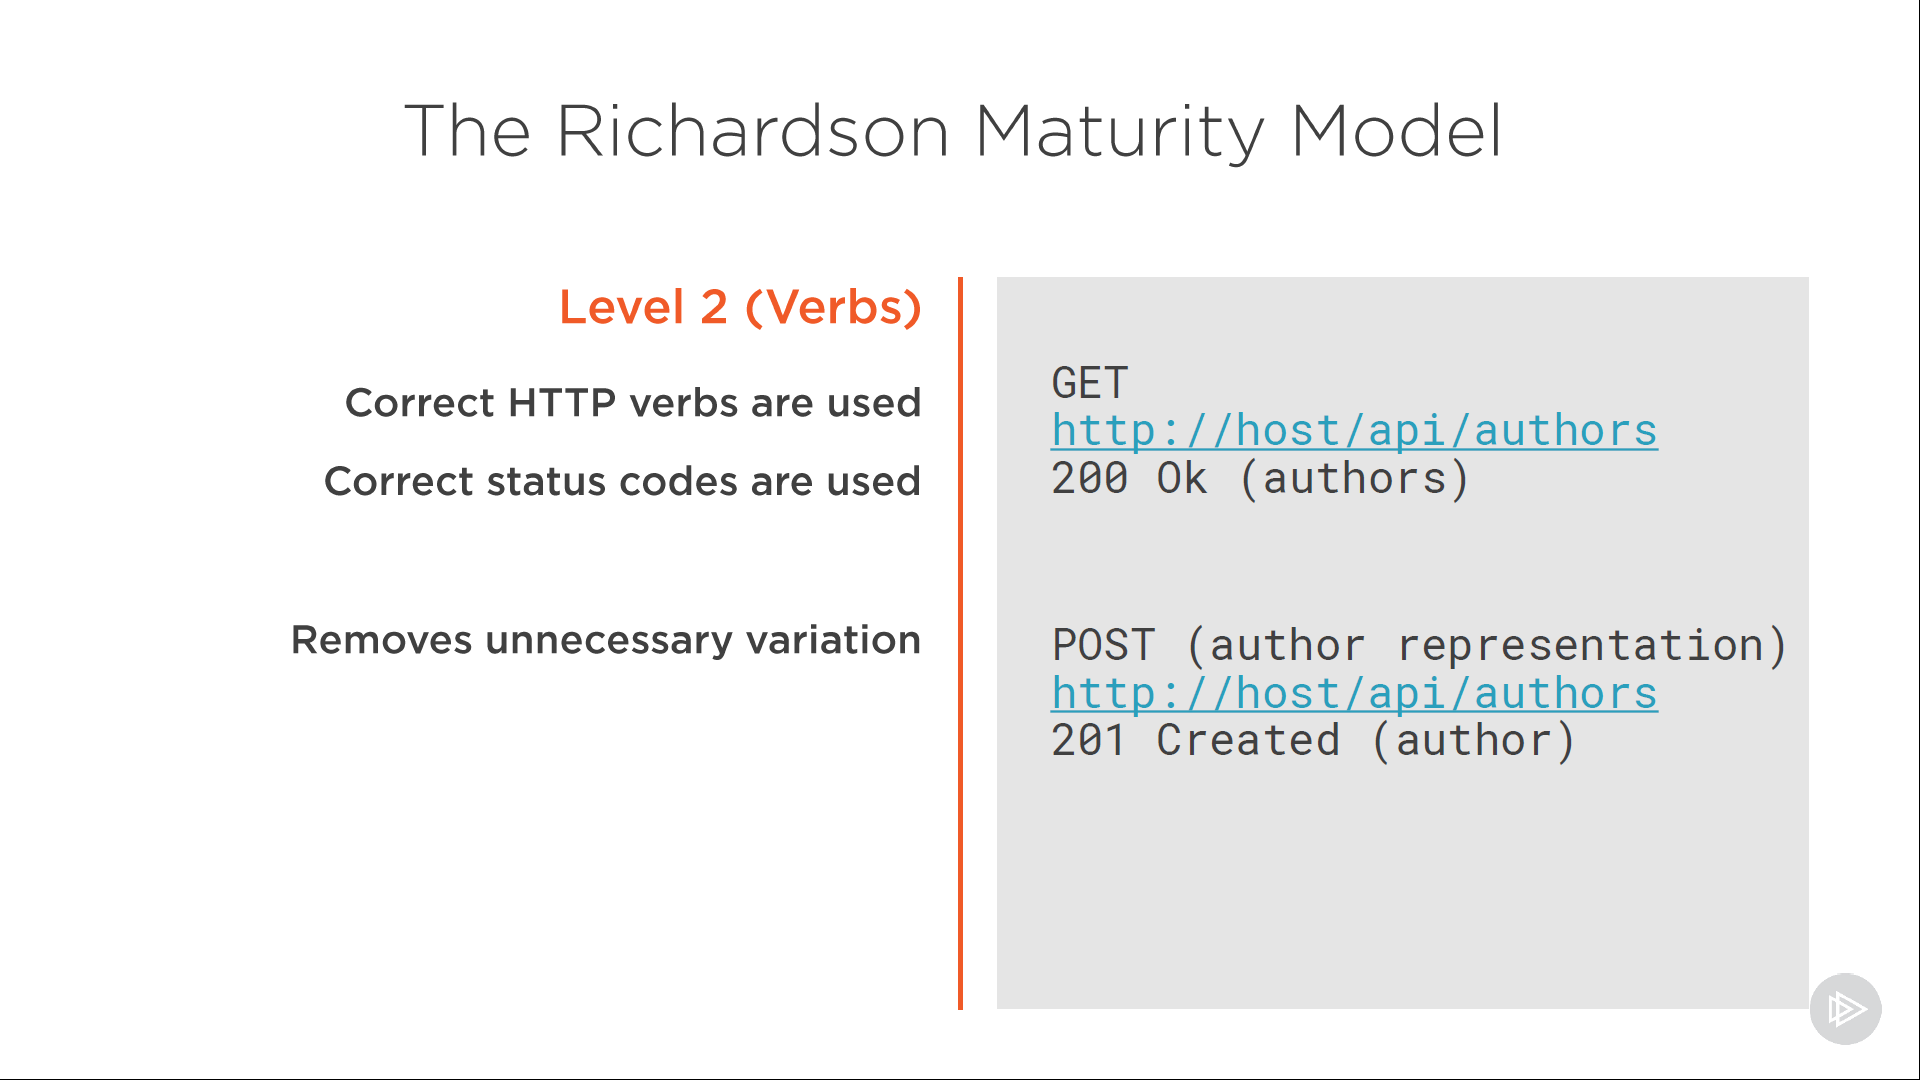 The Richardson Maturity Model
Level 2 (Verbs)
Correct HTTP verbs are used
Correct status codes are used
Removes unnecessary variation
GET
http://host/api/authors
200 Ok (authors)
POST (author representation)
http://host/api/authors
201 Created (author)